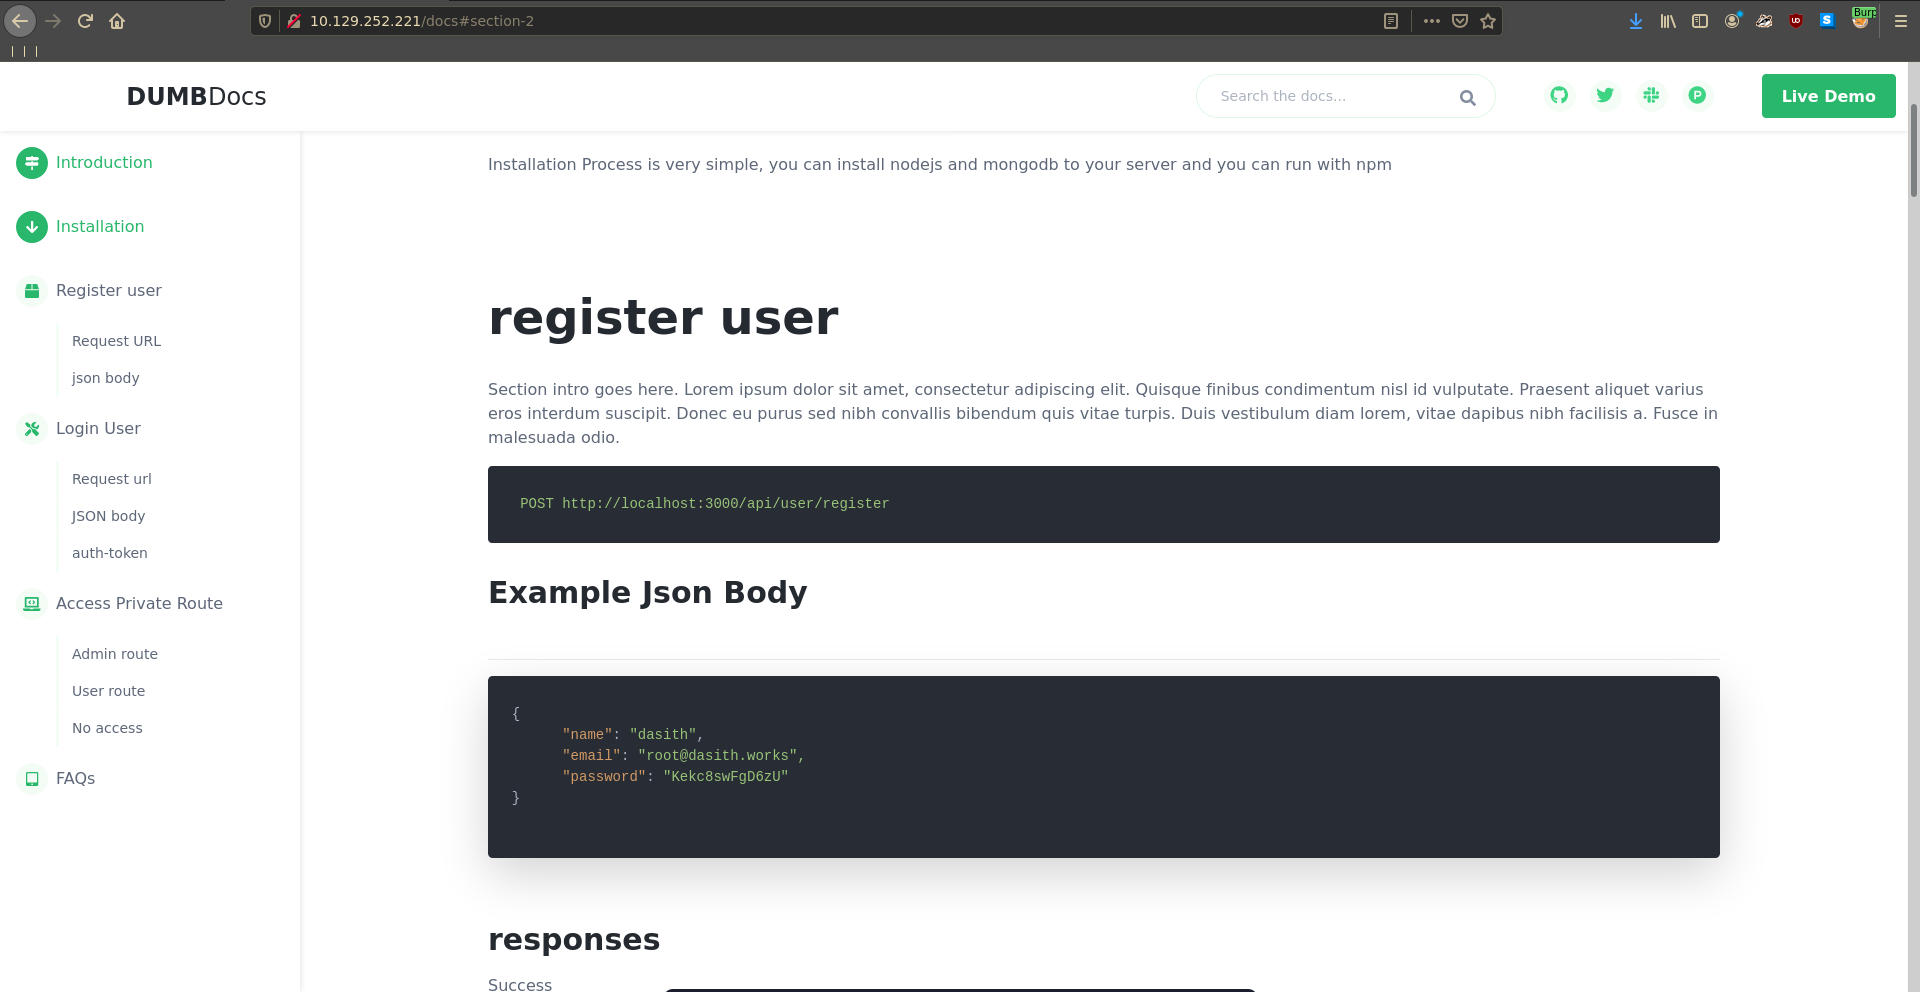 10.129.252.221/docs#section-2
Burp
DUMBDocs
Search the docs...
Live Demo
Introduction
Installation
Register user
Request URL
json body
Login User
Request url
JSON body
auth-token
Access Private Route
Admin route
User route
No access
FAQs
Installation Process is very simple, you can install nodejs and mongodb to your server and you can run with npm
register user
Section intro goes here. Lorem ipsum dolor sit amet, consectetur adipiscing elit. Quisque finibus condimentum nisl id vulputate. Praesent aliquet varius
eros interdum suscipit. Donec eu purus sed nibh convallis bibendum quis vitae turpis. Duis vestibulum diam lorem, vitae dapibus nibh facilisis a. Fusce in
malesuada odio.
POST http://localhost:3000/api/user/register
Example Json Body
{
"name": "dasith",
"email": "root@dasith.works",
"password": "Kekc8swFgD6zU"
}
responses
Success